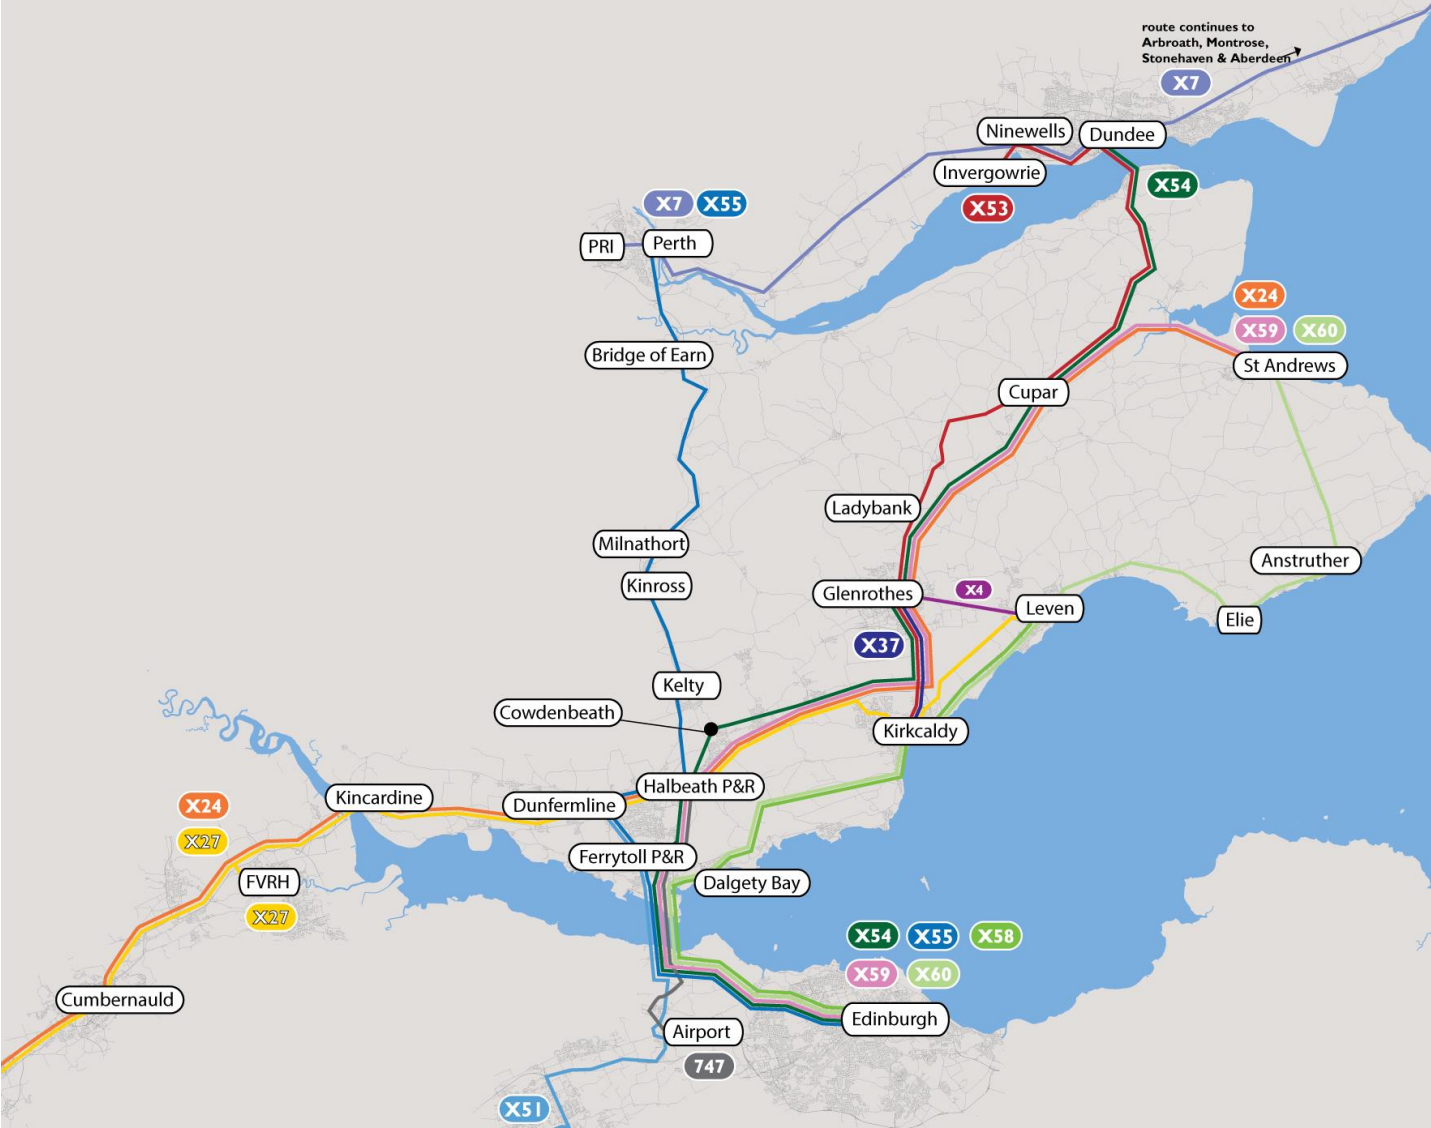 route continues to
Arbroath, Montrose,
Stonehaven & Aberdeen
X7
Ninewells
Dundee
Invergowrie
X54
X53
X7 X55
PRI
Perth
X24
X59 X60
Bridge of Earn
St Andrews
Cupar
Ladybank
Milnathort
Anstruther
Kinross
Glenrothes
X4
Leven
Elie
X37
Kelty
Cowdenbeath
Kirkcaldy
Halbeath P&R
Kincardine
Dunfermline
X24
X27
Ferrytoll P&R
FVRH
Dalgety Bay
X27
X54 X55 X58
X59 X60
Cumbernauld
Edinburgh
Airport
747
X51